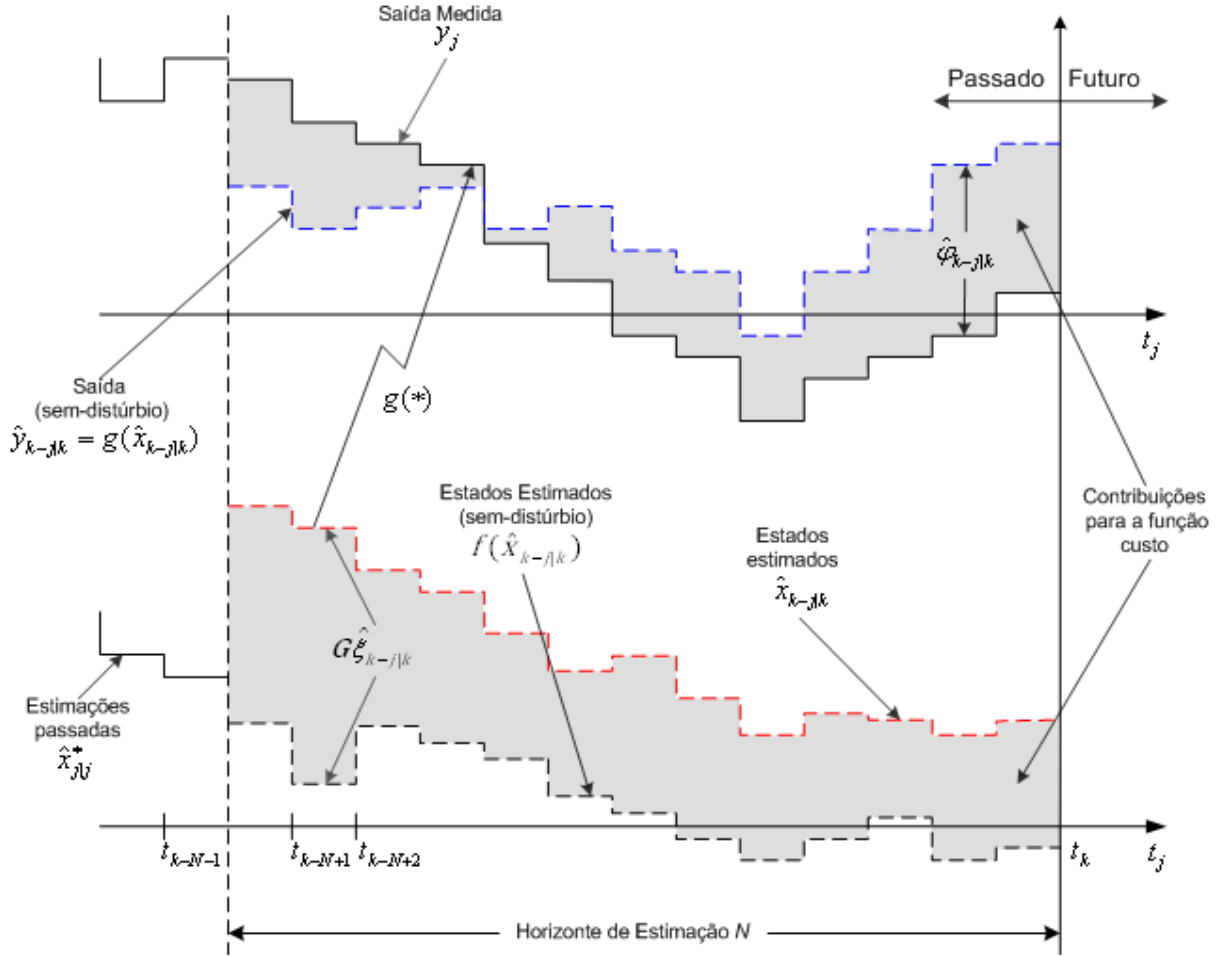 Saída Medida
y_j
Passado
Futuro
φ̂_{k-j|k}
t_j
Saída
(sem-distúrbio)
ŷ_{k-j|k} = g(x̂_{k-j|k})
g(*)
Estados Estimados
(sem-distúrbio)
f(x̂_{k-j|k})
Estados
estimados
x̂_{k-j|k}
Contribuições
para a função
custo
Gξ̂_{k-j|k}
Estimações
passadas
x̂*_{j|j}
t_{k-N-1}
t_{k-N+1}
t_{k-N+2}
t_k
t_j
Horizonte de Estimação N